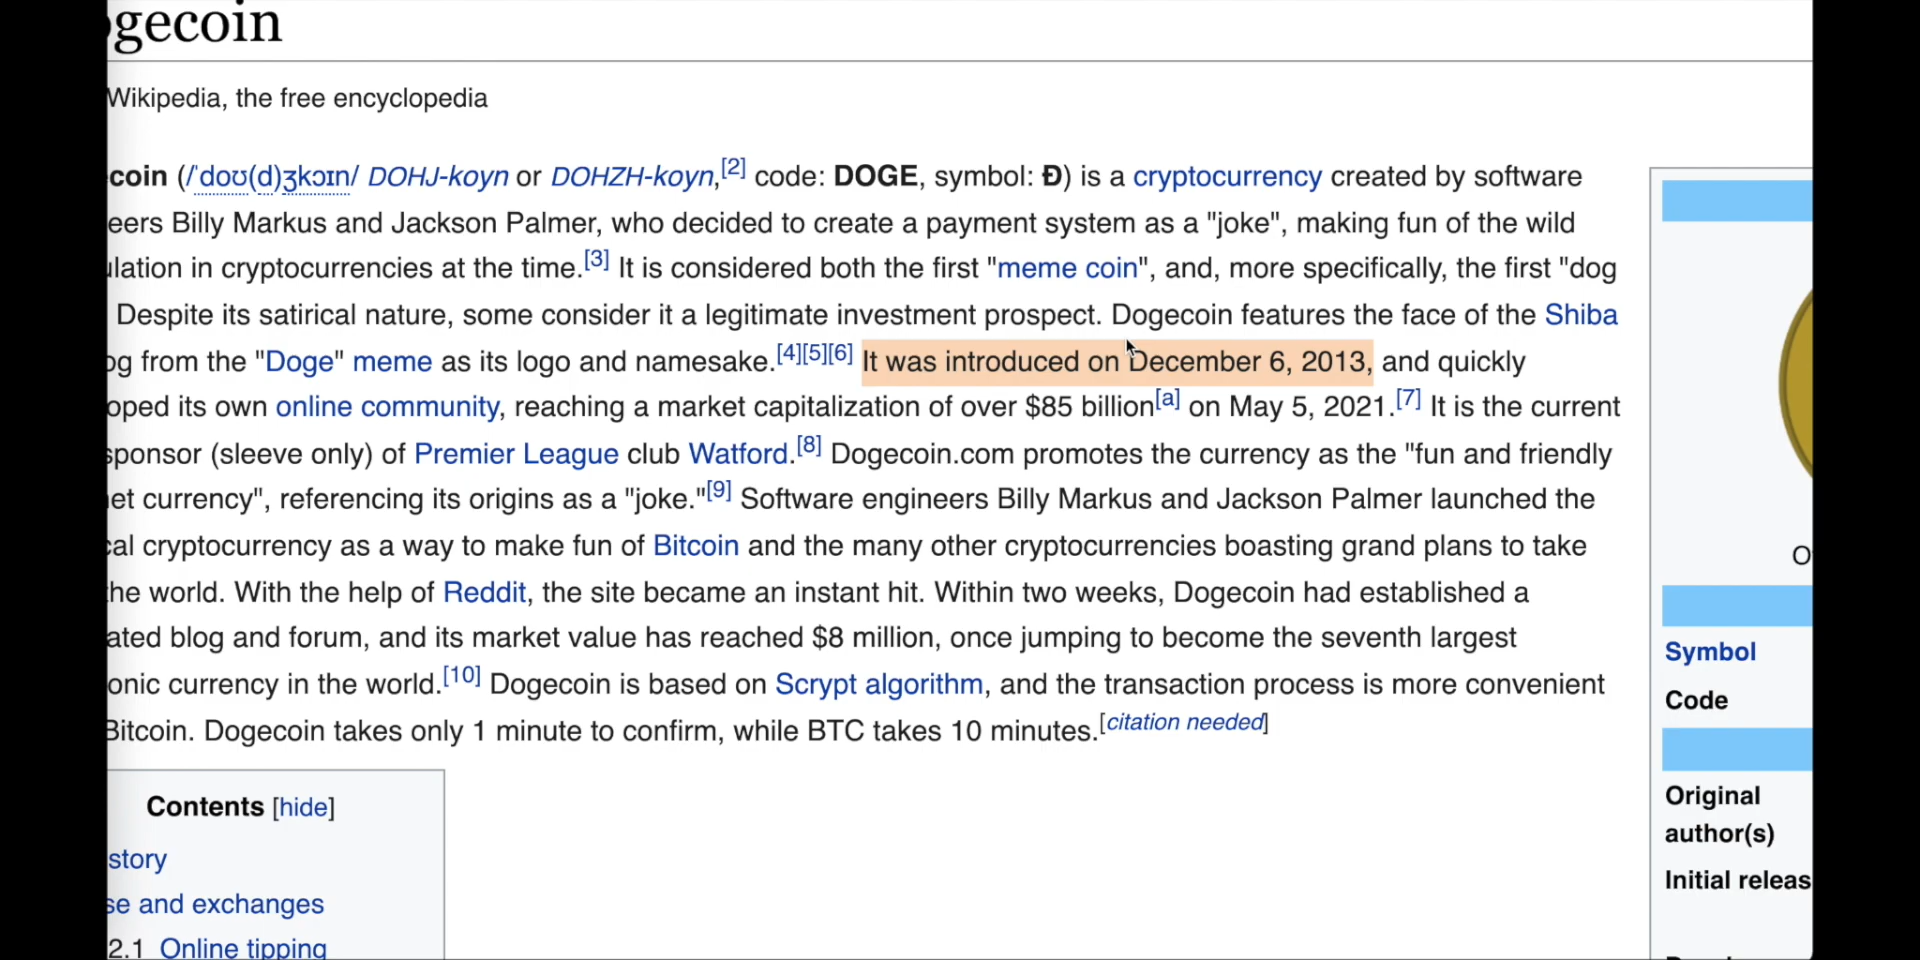 ogecoin
Wikipedia, the free encyclopedia
coin (/ˈdoʊ(d)ʒkɔɪn/ DOHJ-koyn or DOHZH-koyn,[2] code: DOGE, symbol: Ð) is a cryptocurrency created by software
eers Billy Markus and Jackson Palmer, who decided to create a payment system as a "joke", making fun of the wild
ulation in cryptocurrencies at the time.[3] It is considered both the first "meme coin", and, more specifically, the first "dog
Despite its satirical nature, some consider it a legitimate investment prospect. Dogecoin features the face of the Shiba
og from the "Doge" meme as its logo and namesake.[4][5][6] It was introduced on December 6, 2013, and quickly
oped its own online community, reaching a market capitalization of over $85 billion[a] on May 5, 2021.[7] It is the current
sponsor (sleeve only) of Premier League club Watford.[8] Dogecoin.com promotes the currency as the "fun and friendly
et currency", referencing its origins as a "joke."[9] Software engineers Billy Markus and Jackson Palmer launched the
cal cryptocurrency as a way to make fun of Bitcoin and the many other cryptocurrencies boasting grand plans to take
the world. With the help of Reddit, the site became an instant hit. Within two weeks, Dogecoin had established a
ated blog and forum, and its market value has reached $8 million, once jumping to become the seventh largest
onic currency in the world.[10] Dogecoin is based on Scrypt algorithm, and the transaction process is more convenient
Bitcoin. Dogecoin takes only 1 minute to confirm, while BTC takes 10 minutes.[citation needed]
Contents [hide]
story
se and exchanges
2.1 Online tipping
O
Symbol
Code
Original
author(s)
Initial releas